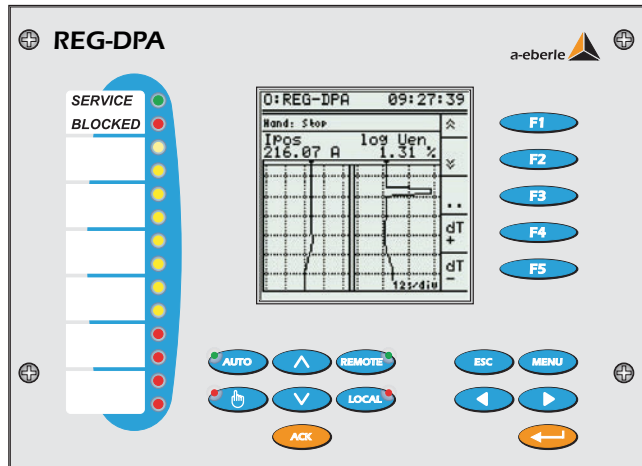 REG-DPA
a-eberle
SERVICE
BLOCKED
0:REG-DPA 09:27:39
Hand: Stop
Ipos log Uen
216.07 A 1.31 %
..
dT
+
dT
-
12s/div
F1
F2
F3
F4
F5
AUTO
REMOTE
ESC
MENU
LOCAL
ACK